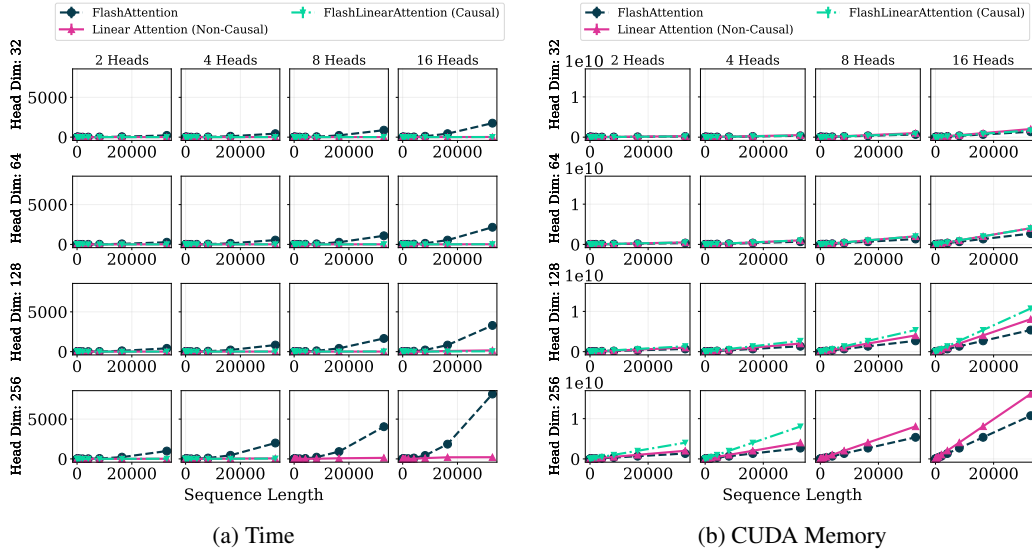 FlashAttention
FlashLinearAttention (Causal)
Linear Attention (Non-Causal)
2 Heads
4 Heads
8 Heads
16 Heads
Head Dim: 32
5000
0
0 20000 0 20000 0 20000 0 20000
Head Dim: 64
5000
0
0 20000 0 20000 0 20000 0 20000
Head Dim: 128
5000
0
0 20000 0 20000 0 20000 0 20000
Head Dim: 256
5000
0
0 20000 0 20000 0 20000 0 20000
Sequence Length
(a) Time
FlashAttention
FlashLinearAttention (Causal)
Linear Attention (Non-Causal)
1e10
2 Heads
4 Heads
8 Heads
16 Heads
Head Dim: 32
1
0
0 20000 0 20000 0 20000 0 20000
1e10
Head Dim: 64
1
0
0 20000 0 20000 0 20000 0 20000
1e10
Head Dim: 128
1
0
0 20000 0 20000 0 20000 0 20000
1e10
Head Dim: 256
1
0
0 20000 0 20000 0 20000 0 20000
Sequence Length
(b) CUDA Memory